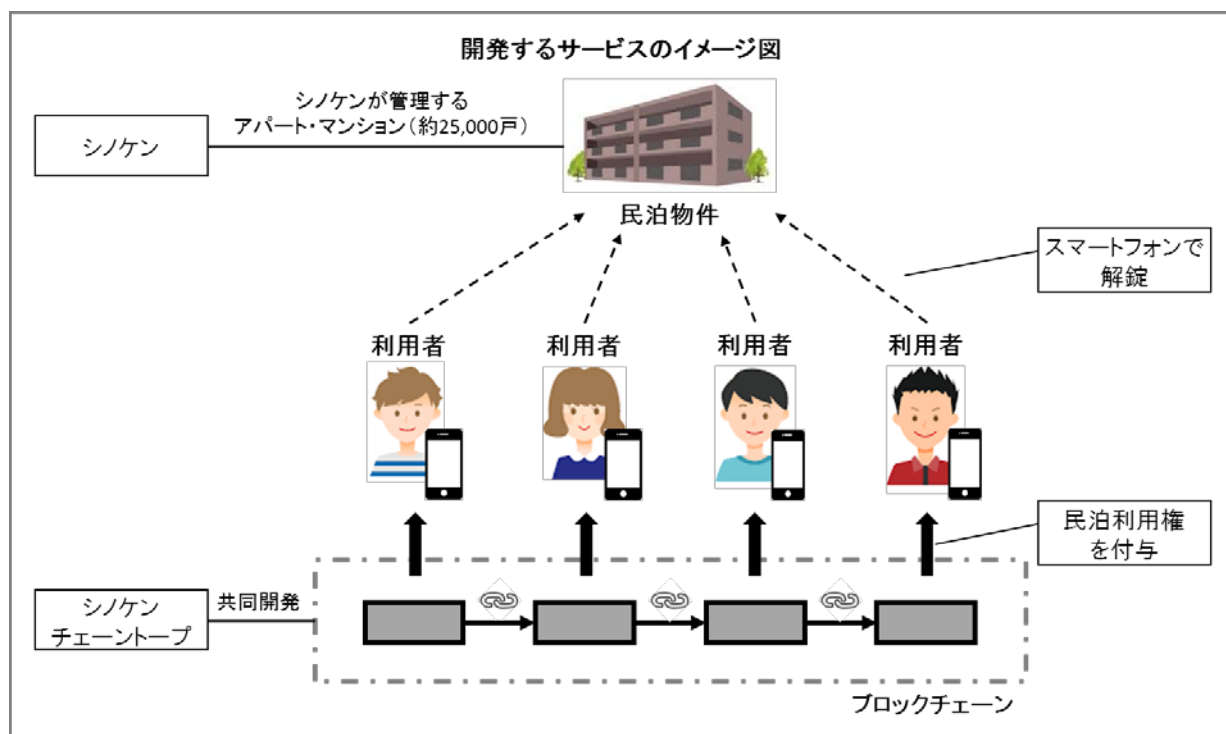 開発するサービスのイメージ図
シノケンが管理する
アパート・マンション（約25,000戸）
シノケン
民泊物件
スマートフォンで
解錠
利用者
利用者
利用者
利用者
民泊利用権
を付与
シノケン
チェーントープ
共同開発
ブロックチェーン